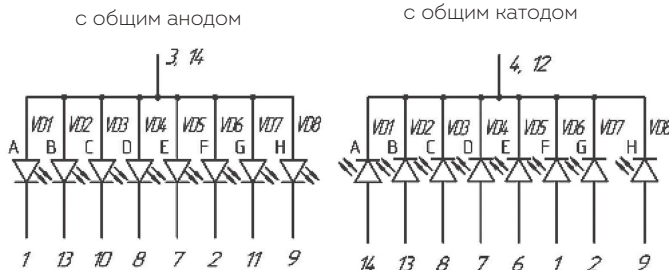 с общим анодом
с общим катодом
3, 14
4, 12
VD1 VD2 VD3 VD4 VD5 VD6 VD7 VD8
A B C D E F G H
1 13 10 8 7 2 11 9
VD1 VD2 VD3 VD4 VD5 VD6 VD7 VD8
A B C D E F G H
14 13 8 7 6 1 2 9